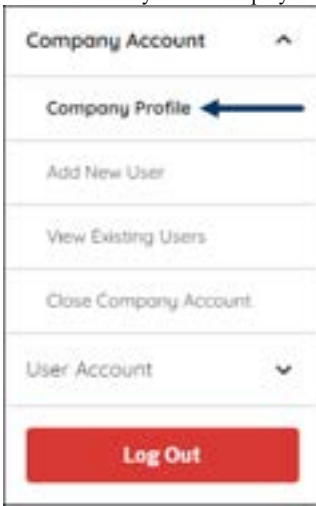 Company Account
Company Profile
Add New User
View Existing Users
Close Company Account
User Account
Log Out